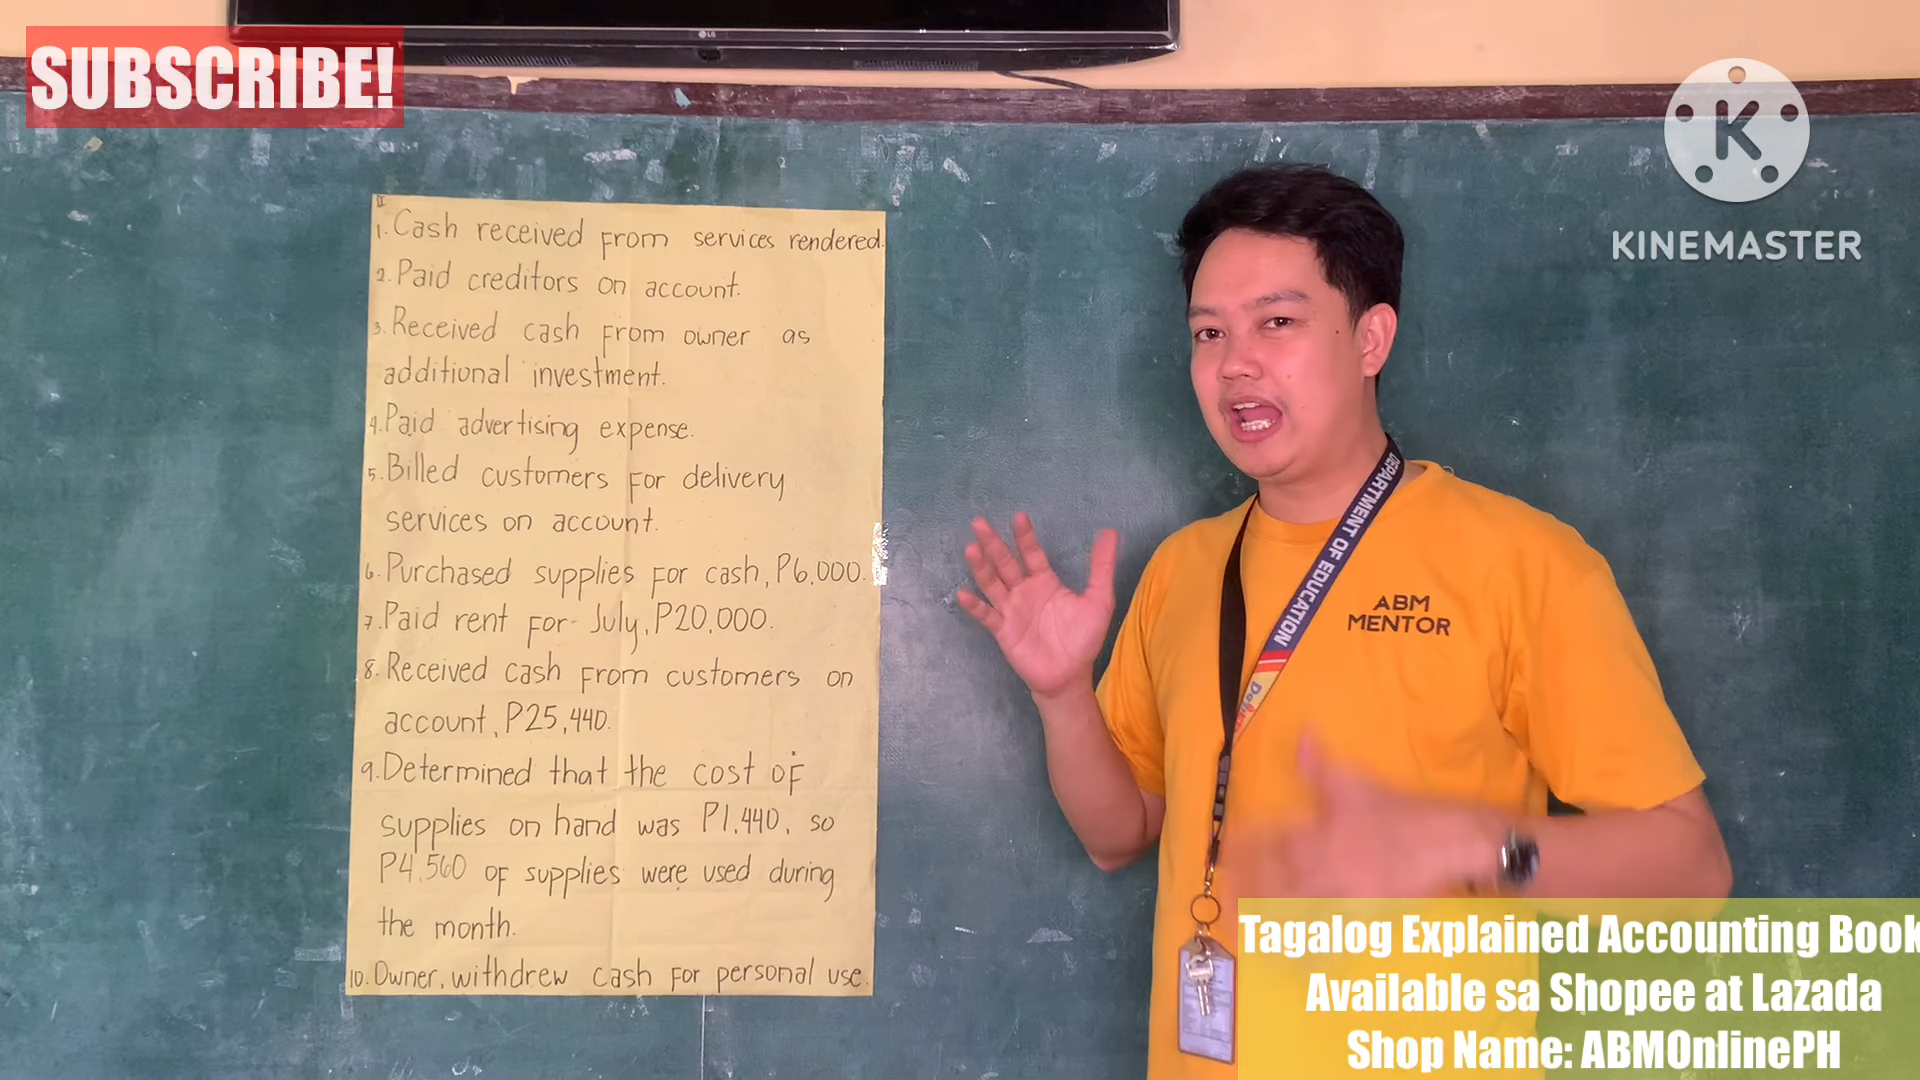 SUBSCRIBE!
LG
K
KINEMASTER
II
1. Cash received from services rendered.
2. Paid creditors on account.
3. Received cash from owner as
additional investment.
4. Paid advertising expense.
5. Billed customers for delivery
services on account.
6. Purchased supplies for cash, P6,000.
7. Paid rent for July, P20,000.
8. Received cash from customers on
account, P25,440.
9. Determined that the cost of
supplies on hand was P1,440, so
P4,560 of supplies were used during
the month.
10. Owner, withdrew cash for personal use.
DEPARTMENT OF EDUCATION
ABM
MENTOR
Tagalog Explained Accounting Book
Available sa Shopee at Lazada
Shop Name: ABMOnlinePH